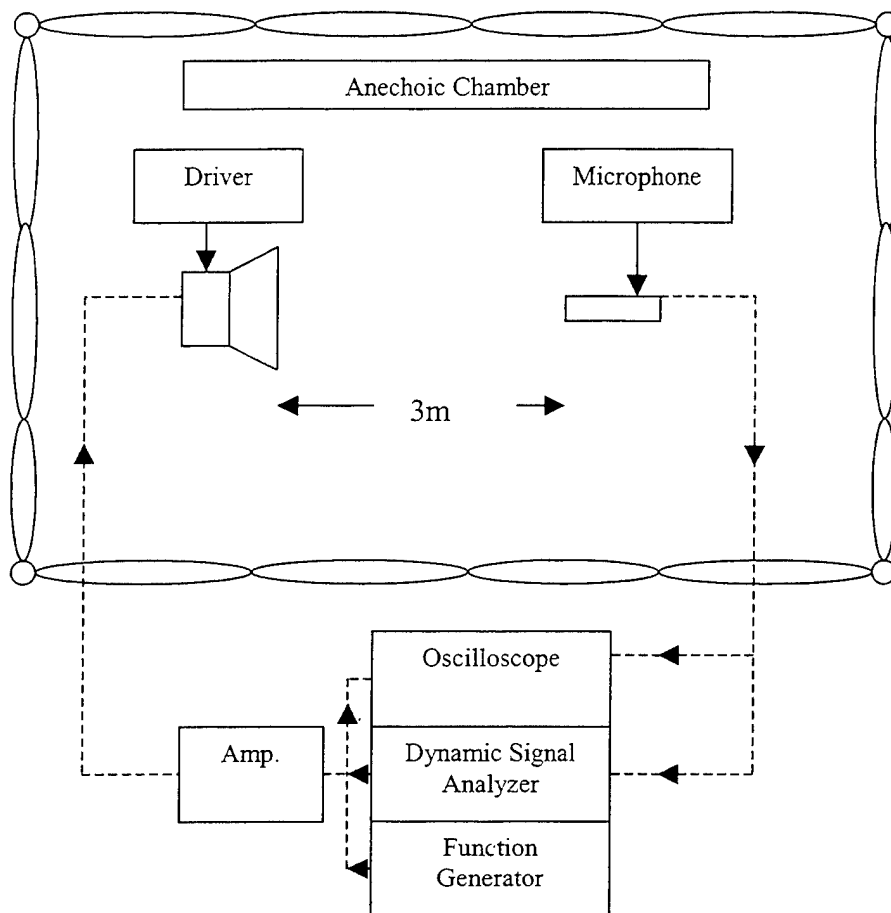 Anechoic Chamber
Driver
Microphone
3m
Oscilloscope
Amp.
Dynamic Signal
Analyzer
Function
Generator